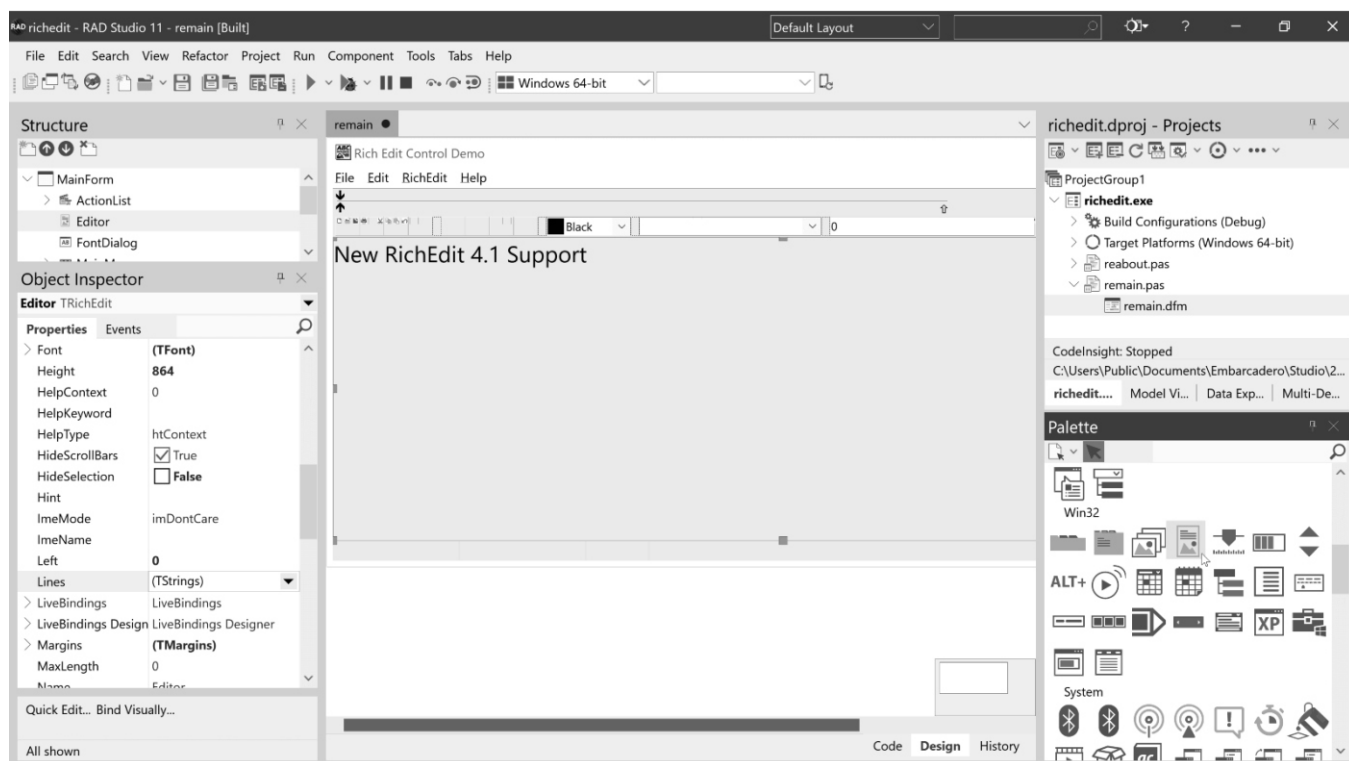 RAD richedit - RAD Studio 11 - remain [Built]
Default Layout
?
File Edit Search View Refactor Project Run Component Tools Tabs Help
Windows 64-bit
Structure
MainForm
ActionList
Editor
FontDialog
Object Inspector
Editor TRichEdit
Properties Events
Font (TFont)
Height 864
HelpContext 0
HelpKeyword
HelpType htContext
HideScrollBars True
HideSelection False
Hint
ImeMode imDontCare
ImeName
Left 0
Lines (TStrings)
LiveBindings LiveBindings
LiveBindings Design LiveBindings Designer
Margins (TMargins)
MaxLength 0
Name Editor
Quick Edit... Bind Visually...
All shown
remain
Rich Edit Control Demo
File Edit RichEdit Help
Black
0
New RichEdit 4.1 Support
Code Design History
richedit.dproj - Projects
ProjectGroup1
richedit.exe
Build Configurations (Debug)
Target Platforms (Windows 64-bit)
reabout.pas
remain.pas
remain.dfm
CodeInsight: Stopped
C:\Users\Public\Documents\Embarcadero\Studio\2...
richedit.... Model Vi... Data Exp... Multi-De...
Palette
Win32
ALT+
XP
System